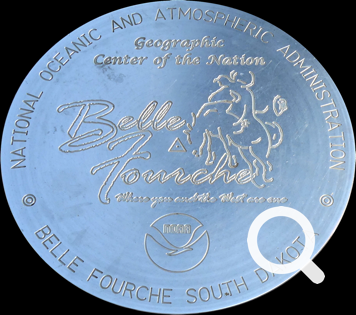 NATIONAL OCEANIC AND ATMOSPHERIC ADMINISTRATION
Geographic
Center of the Nation
Belle
Fourche
Where you and the West are one
noaa
BELLE FOURCHE SOUTH DAKOTA